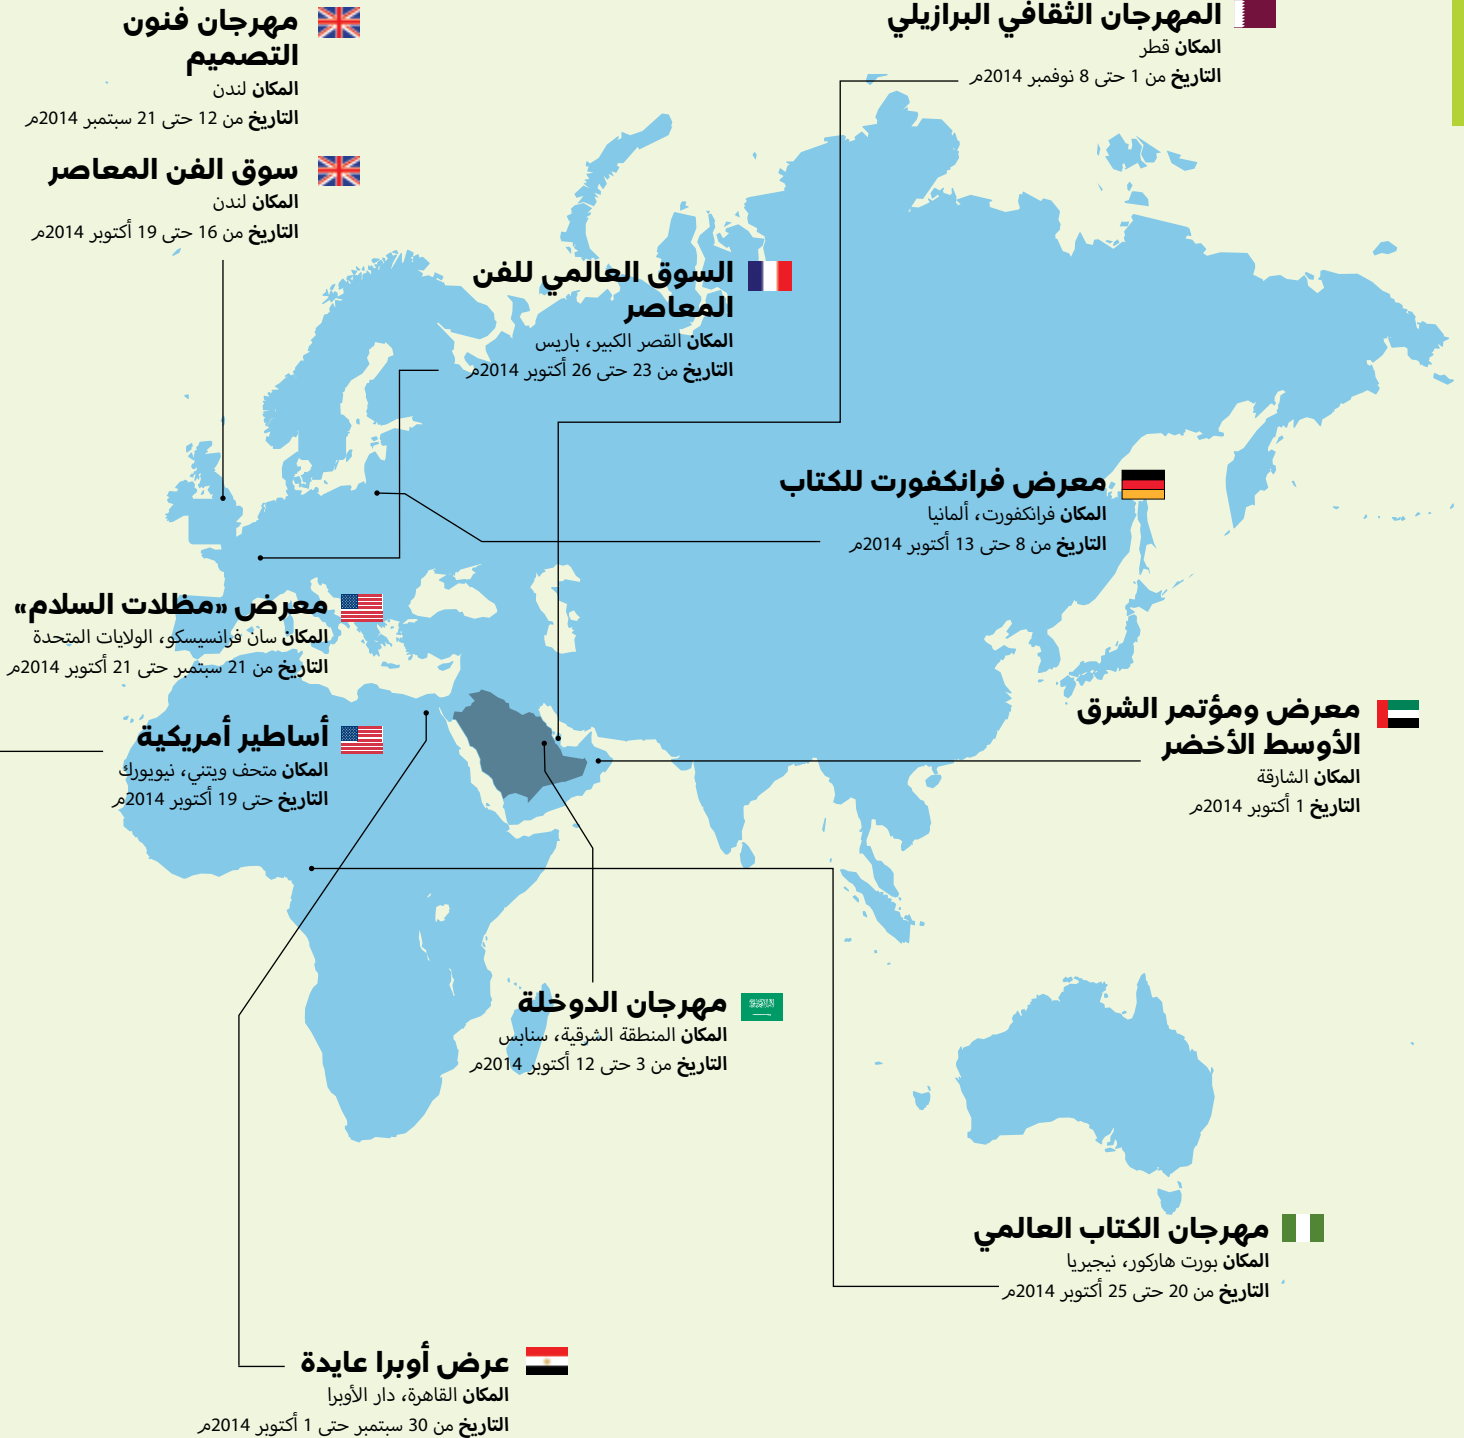 المهرجان الثقافي البرازيلي
المكان قطر
التاريخ من 1 حتى 8 نوفمبر 2014م
مهرجان فنون
التصميم
المكان لندن
التاريخ من 12 حتى 21 سبتمبر 2014م
سوق الفن المعاصر
المكان لندن
التاريخ من 16 حتى 19 أكتوبر 2014م
السوق العالمي للفن
المعاصر
المكان القصر الكبير، باريس
التاريخ من 23 حتى 26 أكتوبر 2014م
معرض فرانكفورت للكتاب
المكان فرانكفورت، ألمانيا
التاريخ من 8 حتى 13 أكتوبر 2014م
معرض «مظلات السلام»
المكان سان فرانسيسكو، الولايات المتحدة
التاريخ من 21 سبتمبر حتى 21 أكتوبر 2014م
معرض ومؤتمر الشرق
الأوسط الأخضر
المكان الشارقة
التاريخ 1 أكتوبر 2014م
أساطير أمريكية
المكان متحف ويتني، نيويورك
التاريخ حتى 19 أكتوبر 2014م
مهرجان الدوخلة
المكان المنطقة الشرقية، سنابس
التاريخ من 3 حتى 12 أكتوبر 2014م
مهرجان الكتاب العالمي
المكان بورت هاركور، نيجيريا
التاريخ من 20 حتى 25 أكتوبر 2014م
عرض أوبرا عايدة
المكان القاهرة، دار الأوبرا
التاريخ من 30 سبتمبر حتى 1 أكتوبر 2014م